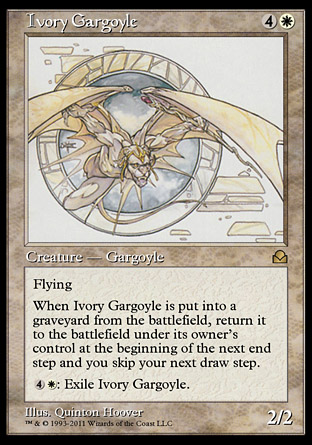 Ivory Gargoyle 4
Creature — Gargoyle
Flying
When Ivory Gargoyle is put into a
graveyard from the battlefield, return it
to the battlefield under its owner's
control at the beginning of the next end
step and you skip your next draw step.
4 : Exile Ivory Gargoyle.
Illus. Quinton Hoover
2/2
™ & © 1993-2011 Wizards of the Coast LLC